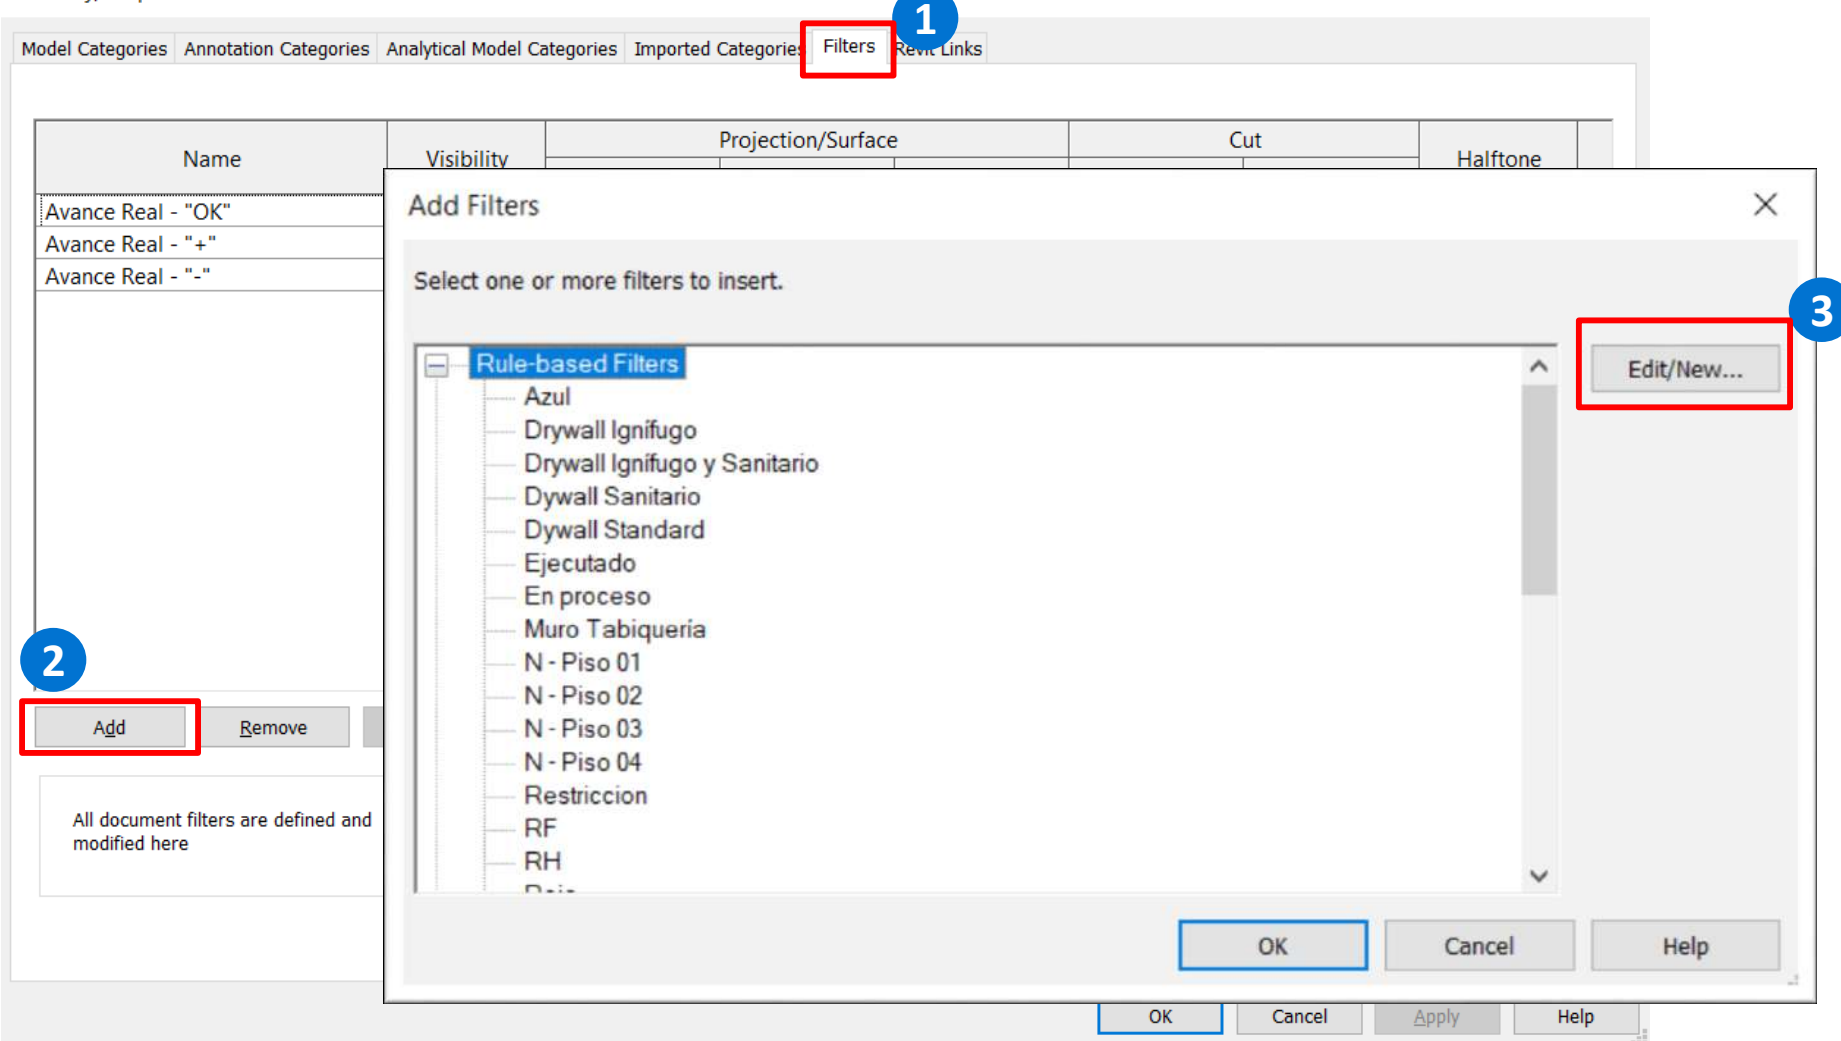 1
Model Categories Annotation Categories Analytical Model Categories Imported Categories Filters Revit Links
Name Visibility Projection/Surface Cut Halftone
Avance Real - "OK"
Avance Real - "+"
Avance Real - "-"
2
Add Remove
All document filters are defined and
modified here
Add Filters
Select one or more filters to insert.
3
Edit/New...
Rule-based Filters
Azul
Drywall Ignífugo
Drywall Ignífugo y Sanitario
Dywall Sanitario
Dywall Standard
Ejecutado
En proceso
Muro Tabiquería
N - Piso 01
N - Piso 02
N - Piso 03
N - Piso 04
Restriccion
RF
RH
OK Cancel Help
OK Cancel Apply Help